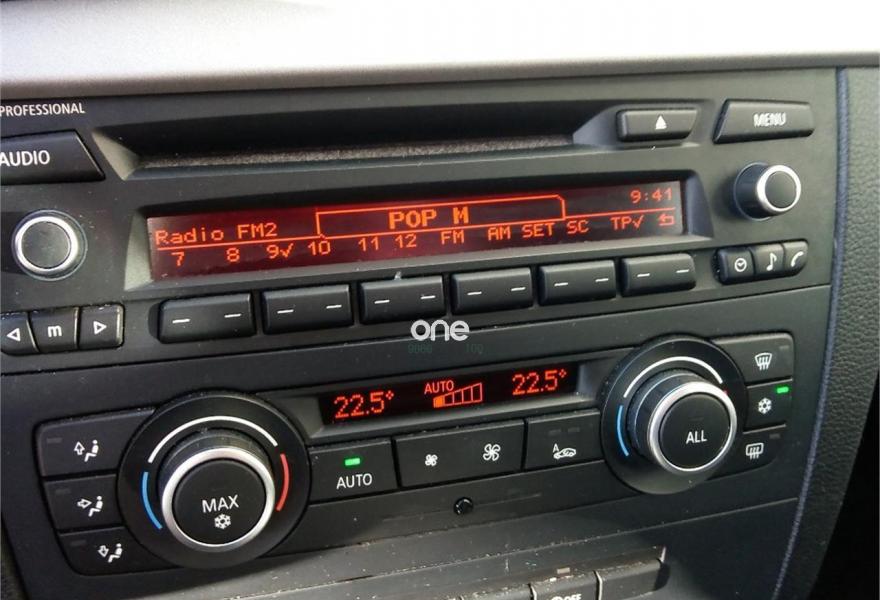 PROFESSIONAL
AUDIO
MENU
Radio FM2
POP M
9:41
7 8 9✓ 10 11 12 FM AM SET SC TP✓
m
one
22.5°
AUTO
22.5°
MAX
AUTO
A
ALL
OFF